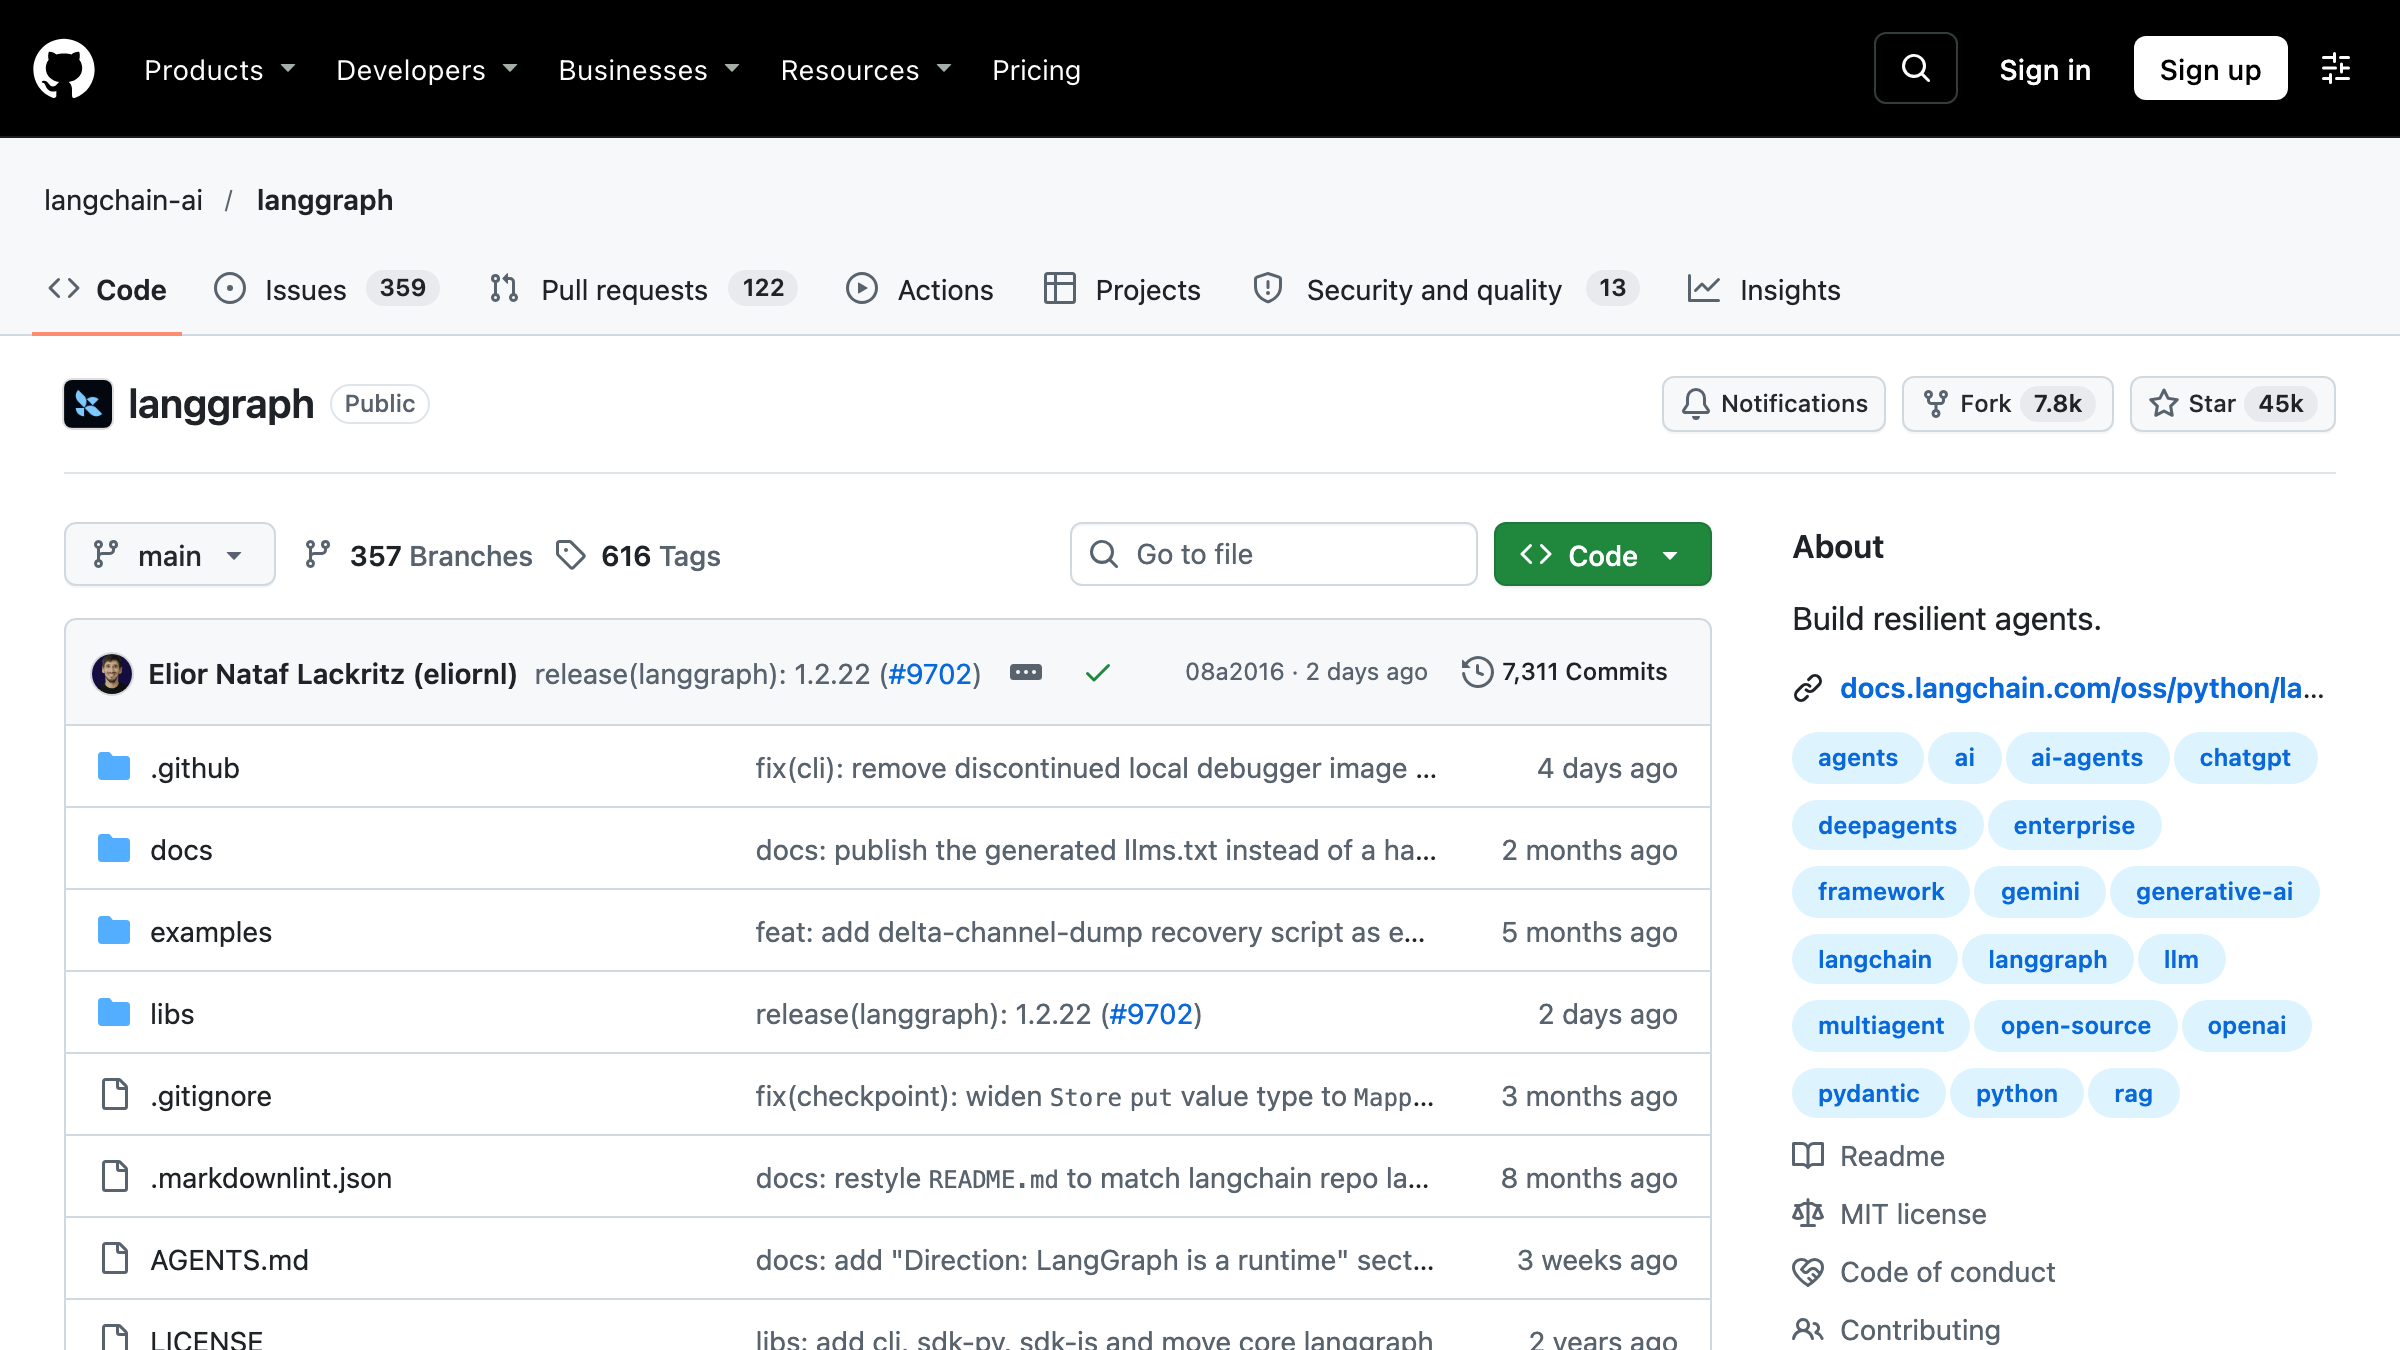 Products Developers Businesses Resources Pricing Sign in Sign up
langchain-ai / langgraph
Code Issues 359 Pull requests 122 Actions Projects Security and quality 13 Insights
langgraph Public Notifications Fork 7.8k Star 45k
main 357 Branches 616 Tags Go to file Code
Elior Nataf Lackritz (eliornl) release(langgraph): 1.2.22 (#9702) 08a2016 · 2 days ago 7,311 Commits
.github fix(cli): remove discontinued local debugger image ... 4 days ago
docs docs: publish the generated llms.txt instead of a ha... 2 months ago
examples feat: add delta-channel-dump recovery script as e... 5 months ago
libs release(langgraph): 1.2.22 (#9702) 2 days ago
.gitignore fix(checkpoint): widen Store put value type to Mapp... 3 months ago
.markdownlint.json docs: restyle README.md to match langchain repo la... 8 months ago
AGENTS.md docs: add "Direction: LangGraph is a runtime" sect... 3 weeks ago
LICENSE libs: add cli, sdk-py, sdk-js and move core langgraph 2 years ago
About
Build resilient agents.
docs.langchain.com/oss/python/la...
agents ai ai-agents chatgpt
deepagents enterprise
framework gemini generative-ai
langchain langgraph llm
multiagent open-source openai
pydantic python rag
Readme
MIT license
Code of conduct
Contributing